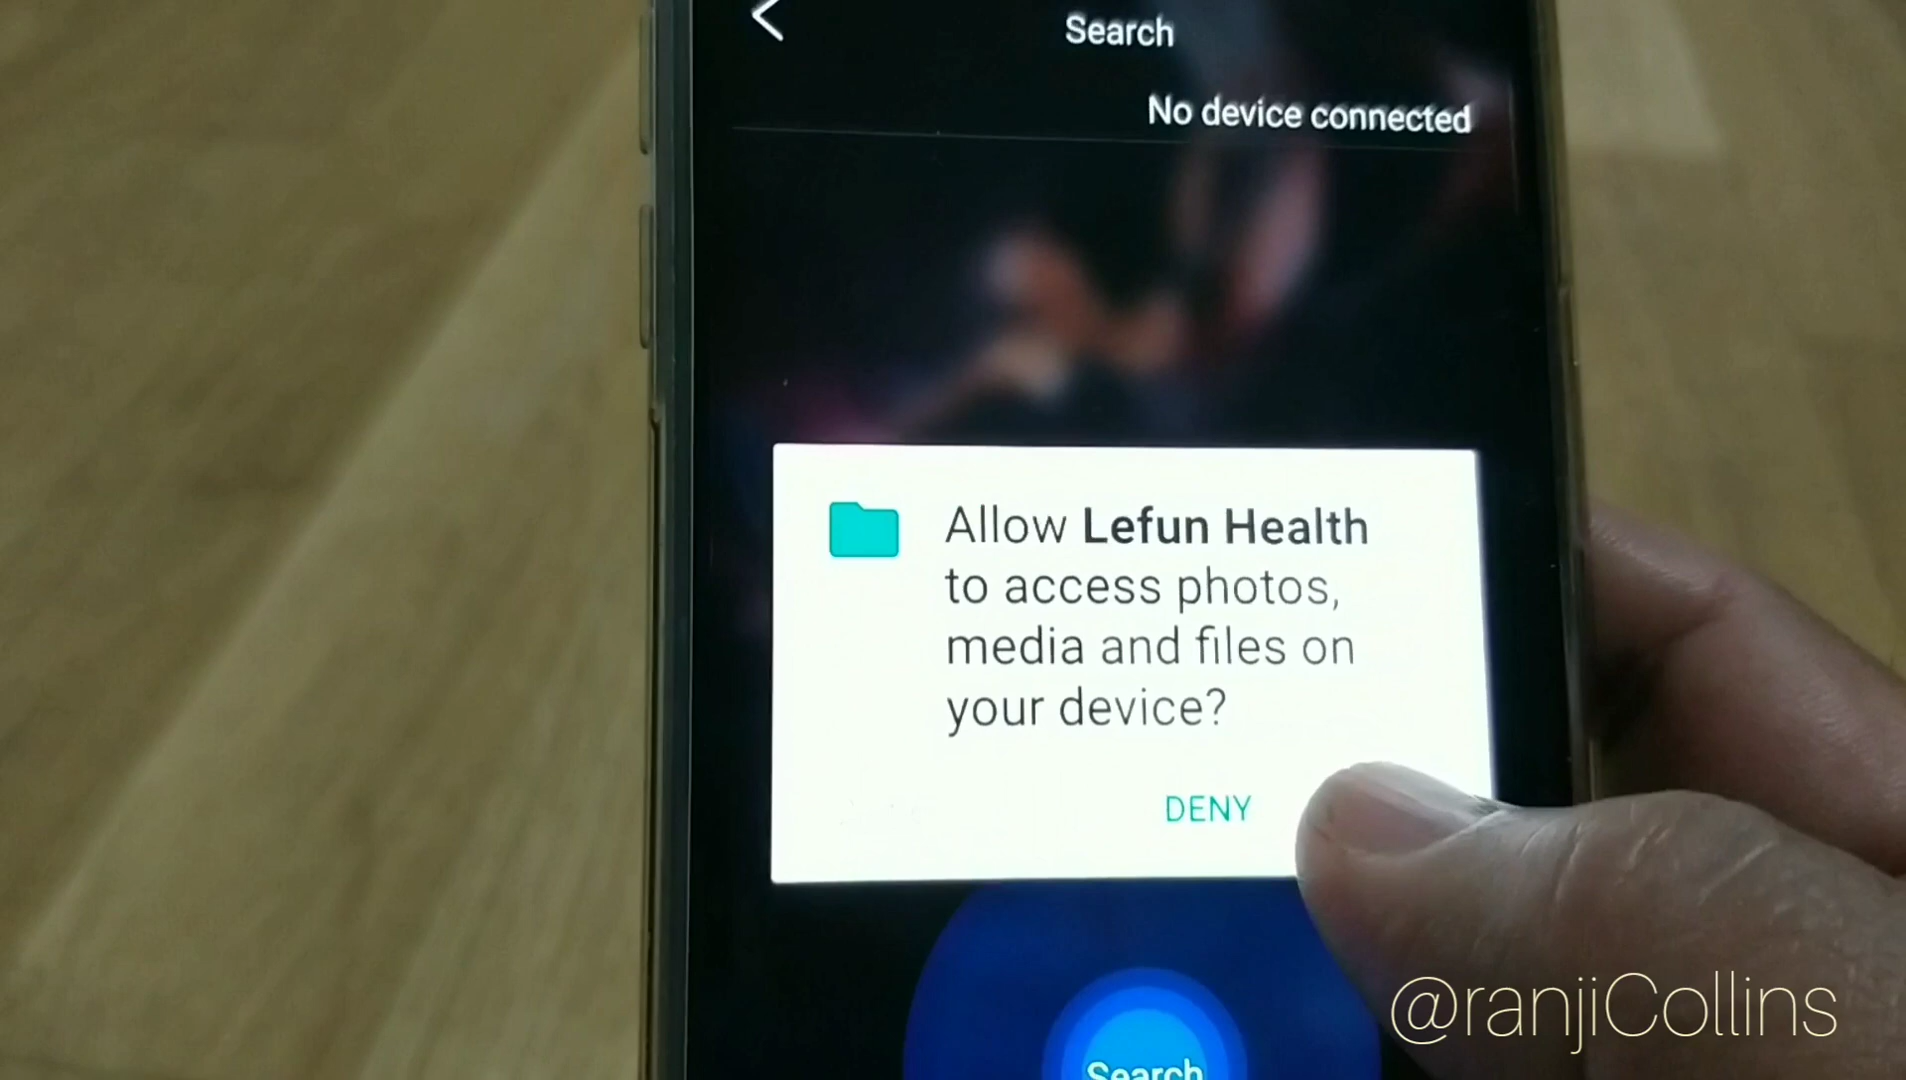 Search
No device connected
Allow Lefun Health
to access photos,
media and files on
your device?
DENY
Search
@ranjiCollins